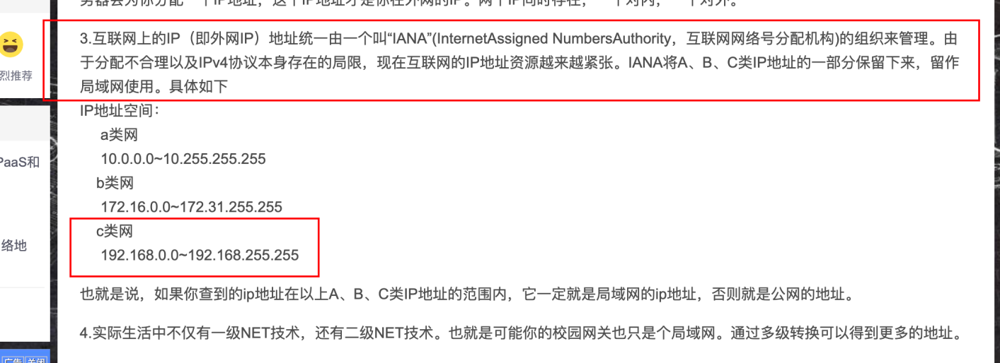 务器会为你分配一个IP地址，这个IP地址才是你在外网的IP。两个IP同时存在，一个对内，一个对外。
3.互联网上的IP（即外网IP）地址统一由一个叫“IANA”(InternetAssigned NumbersAuthority，互联网网络号分配机构)的组织来管理。由
于分配不合理以及IPv4协议本身存在的局限，现在互联网的IP地址资源越来越紧张。IANA将A、B、C类IP地址的一部分保留下来，留作
烈推荐
局域网使用。具体如下
IP地址空间：
a类网
10.0.0.0~10.255.255.255
PaaS和
b类网
172.16.0.0~172.31.255.255
c类网
络地
192.168.0.0~192.168.255.255
也就是说，如果你查到的ip地址在以上A、B、C类IP地址的范围内，它一定就是局域网的ip地址，否则就是公网的地址。
4.实际生活中不仅有一级NET技术，还有二级NET技术。也就是可能你的校园网关也只是个局域网。通过多级转换可以得到更多的地址。
广告 关闭